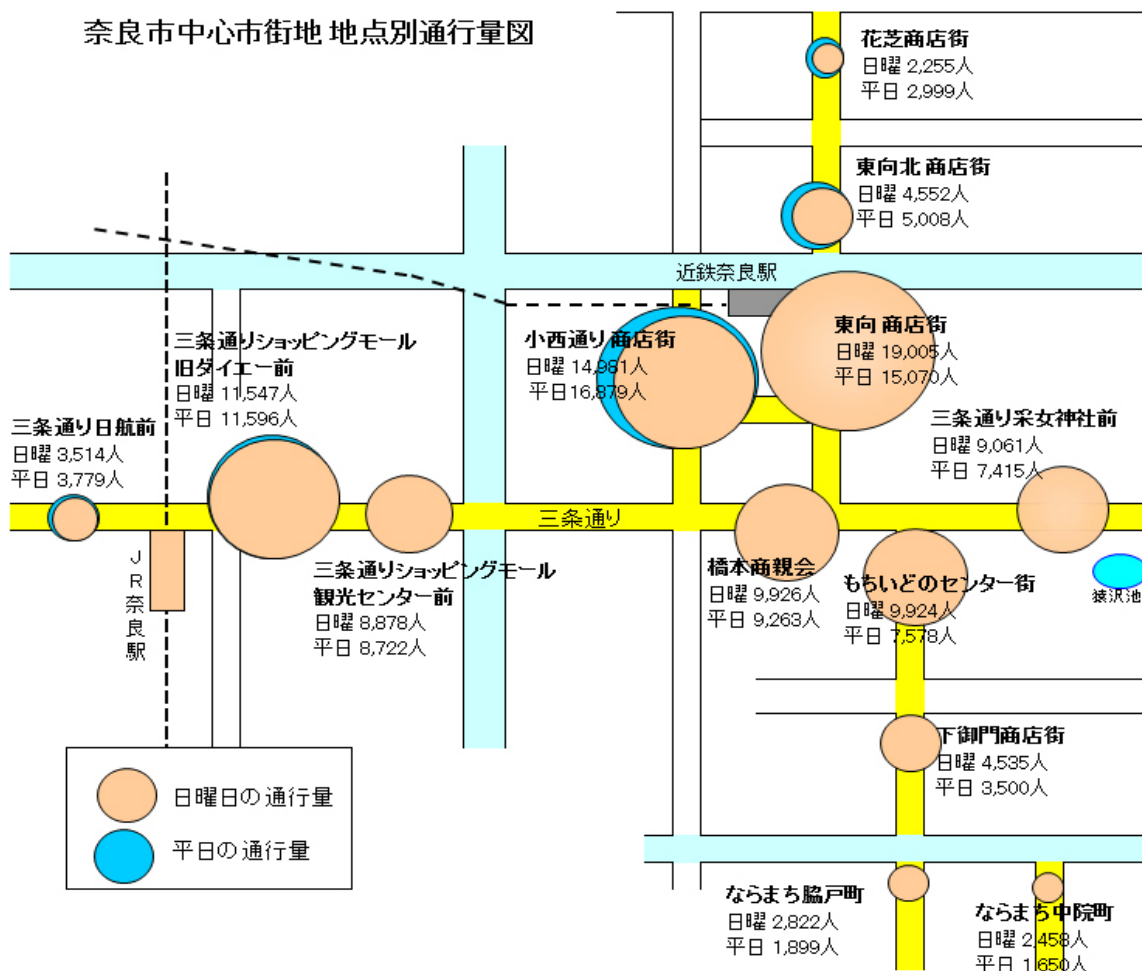 奈良市中心市街地 地点別通行量図
花芝商店街
日曜 2,255人
平日 2,999人
東向北 商店街
日曜 4,552人
平日 5,008人
近鉄奈良駅
東向 商店街
日曜 19,005人
平日 15,070人
小西通り 商店街
日曜 14,981人
平日 16,879人
三条通りショッピングモール
旧ダイエー前
日曜 11,547人
平日 11,596人
三条通り日航前
日曜 3,514人
平日 3,779人
三条通り采女神社前
日曜 9,061人
平日 7,415人
三条通り
JR奈良駅
三条通りショッピングモール
観光センター前
日曜 8,878人
平日 8,722人
橋本商親会
日曜 9,926人
平日 9,263人
もちいどのセンター街
日曜 9,924人
平日 7,578人
猿沢池
下御門商店街
日曜 4,535人
平日 3,500人
日曜日の通行量
平日の通行量
ならまち脇戸町
日曜 2,822人
平日 1,899人
ならまち中院町
日曜 2,458人
平日 1,650人